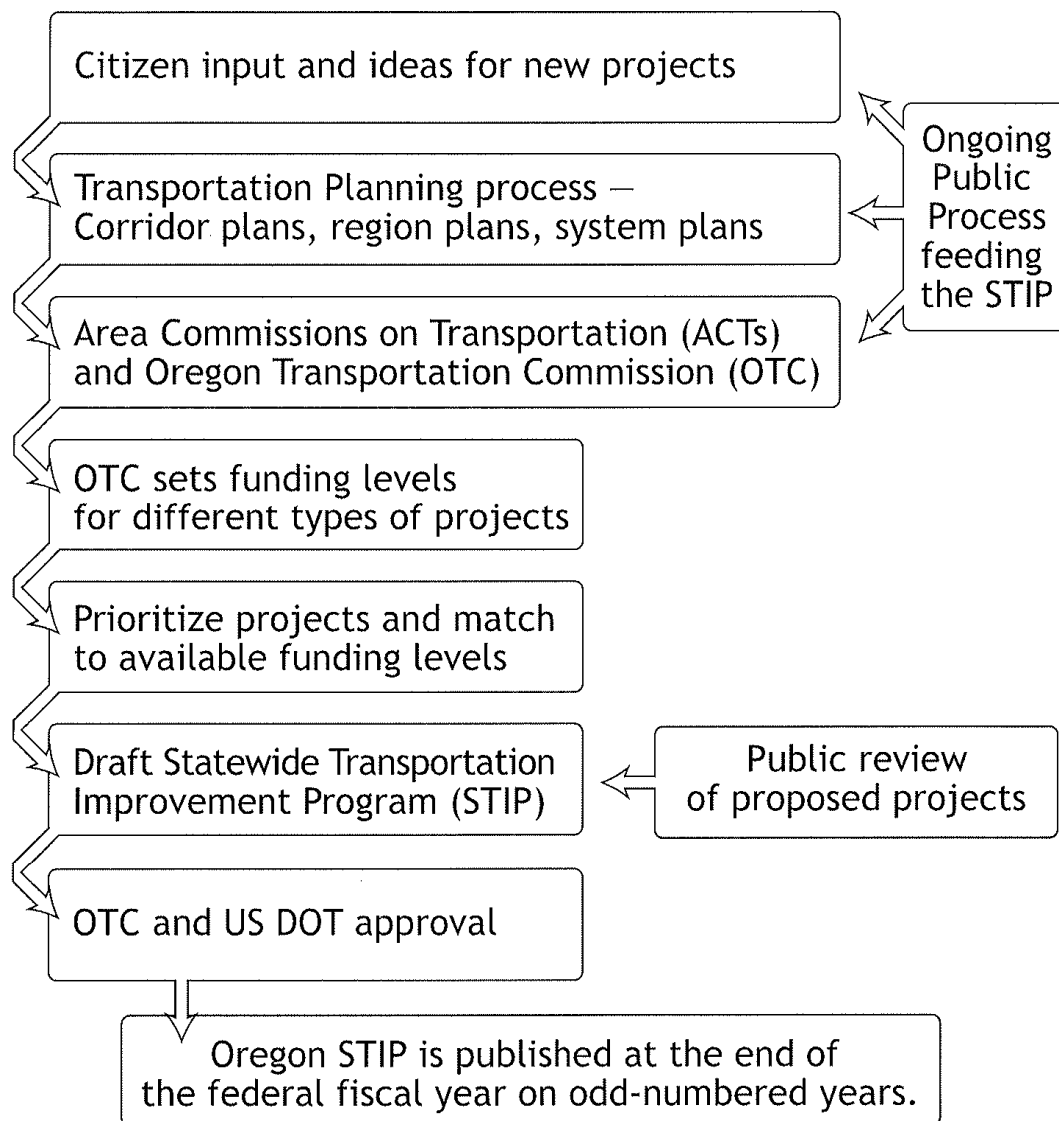 Citizen input and ideas for new projects
Transportation Planning process –
Corridor plans, region plans, system plans
Area Commissions on Transportation (ACTs)
and Oregon Transportation Commission (OTC)
Ongoing
Public
Process
feeding
the STIP
OTC sets funding levels
for different types of projects
Prioritize projects and match
to available funding levels
Draft Statewide Transportation
Improvement Program (STIP)
Public review
of proposed projects
OTC and US DOT approval
Oregon STIP is published at the end of
the federal fiscal year on odd-numbered years.